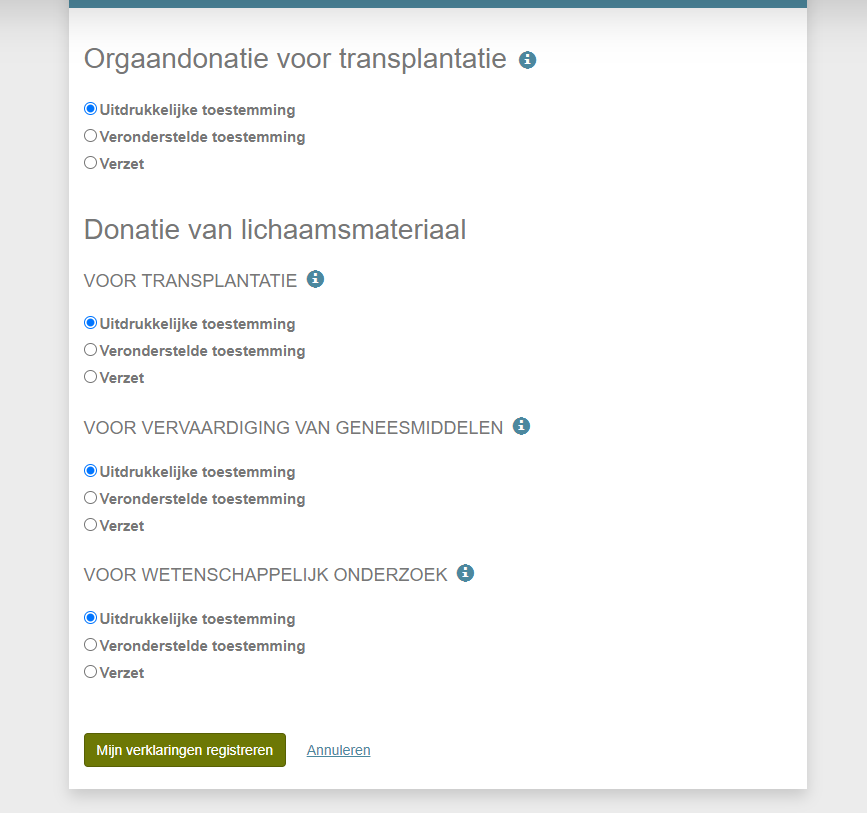 Orgaandonatie voor transplantatie
Uitdrukkelijke toestemming
Veronderstelde toestemming
Verzet
Donatie van lichaamsmateriaal
VOOR TRANSPLANTATIE
Uitdrukkelijke toestemming
Veronderstelde toestemming
Verzet
VOOR VERVAARDIGING VAN GENEESMIDDELEN
Uitdrukkelijke toestemming
Veronderstelde toestemming
Verzet
VOOR WETENSCHAPPELIJK ONDERZOEK
Uitdrukkelijke toestemming
Veronderstelde toestemming
Verzet
Mijn verklaringen registreren Annuleren